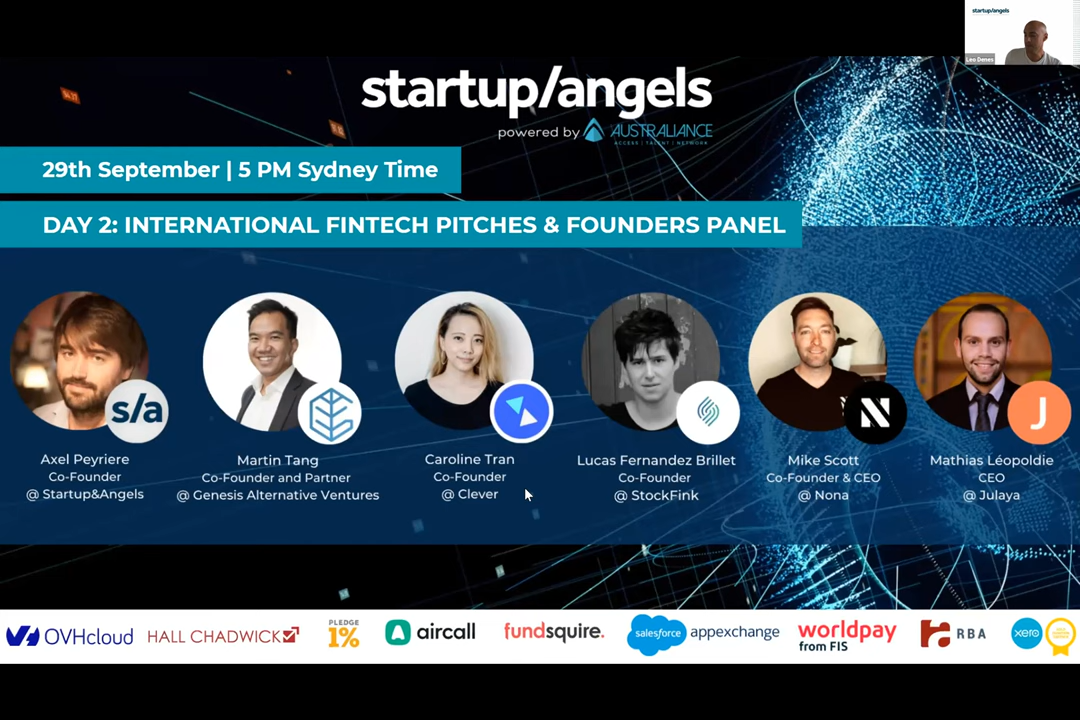 startup/angels
Leo Denes
startup/angels
powered by AUSTRALIANCE
ACCESS | TALENT | NETWORK
29th September | 5 PM Sydney Time
DAY 2: INTERNATIONAL FINTECH PITCHES & FOUNDERS PANEL
s/a
N
J
Axel Peyriere
Co-Founder
@ Startup&Angels
Martin Tang
Co-Founder and Partner
@ Genesis Alternative Ventures
Caroline Tran
Co-Founder
@ Clever
Lucas Fernandez Brillet
Co-Founder
@ StockFink
Mike Scott
Co-Founder & CEO
@ Nona
Mathias Léopoldie
CEO
@ Julaya
OVHcloud
HALL CHADWICK
PLEDGE
1%
aircall
fundsquire.
salesforce appexchange
worldpay
from FIS
RBA
xero